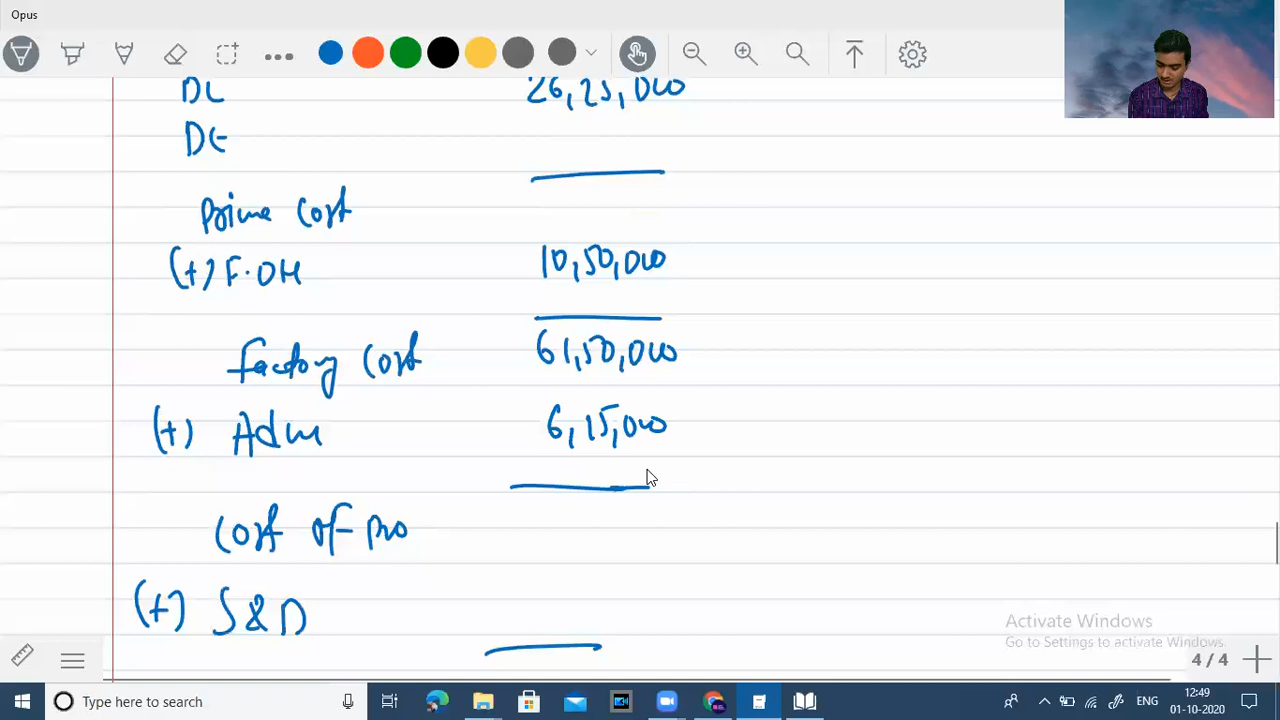 Opus
DL 26,25,000
DE
Prime Cost
(+) F.OH 10,50,000
Factory Cost 61,50,000
(+) Adm 6,15,000
Cost of Pro
(+) S&D
Activate Windows
Go to Settings to activate Windows.
4 / 4
Type here to search
ENG
12:49
01-10-2020